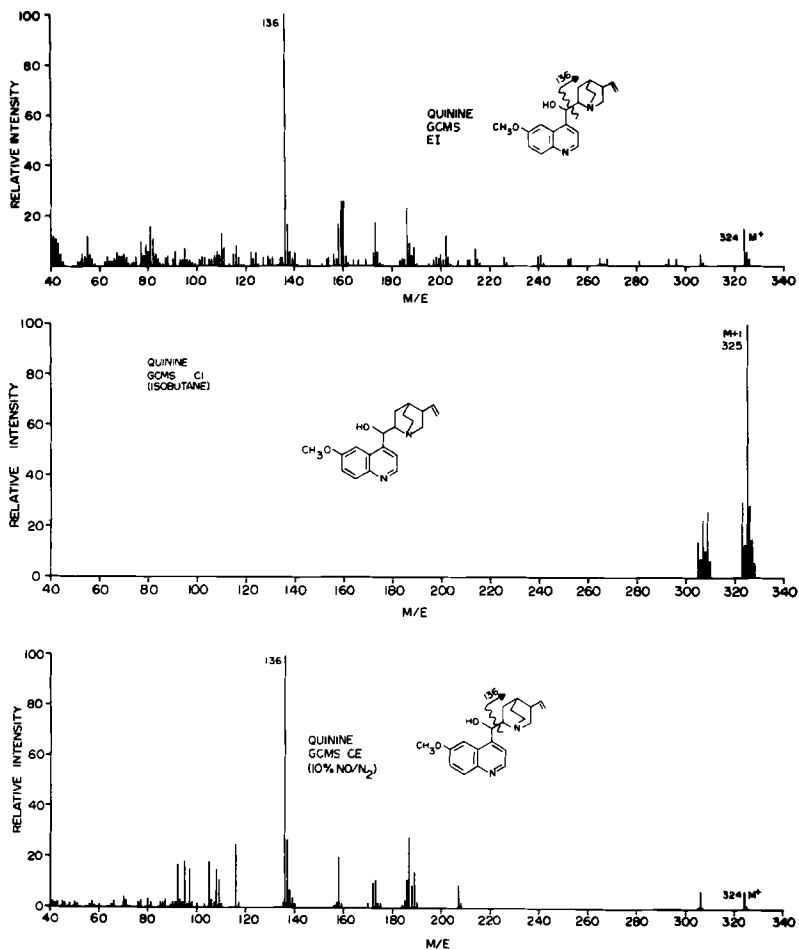 100
80
60
40
20
RELATIVE INTENSITY
136
QUININE
GCMS
EI
136
HO
N
CH3O
N
324 M+
40 60 80 100 120 140 160 180 200 220 240 260 280 300 320 340
M/E
100
80
60
40
20
0
RELATIVE INTENSITY
QUININE
GCMS CI
(ISOBUTANE)
HO
N
CH3O
N
M+1
325
40 60 80 100 120 140 160 180 200 220 240 260 280 300 320 340
M/E
100
80
60
40
20
0
RELATIVE INTENSITY
136
QUININE
GCMS CE
(10% NO/N2)
136
HO
N
CH3O
N
324 M+
40 60 80 100 120 140 160 180 200 220 240 260 280 300 320 340
M/E